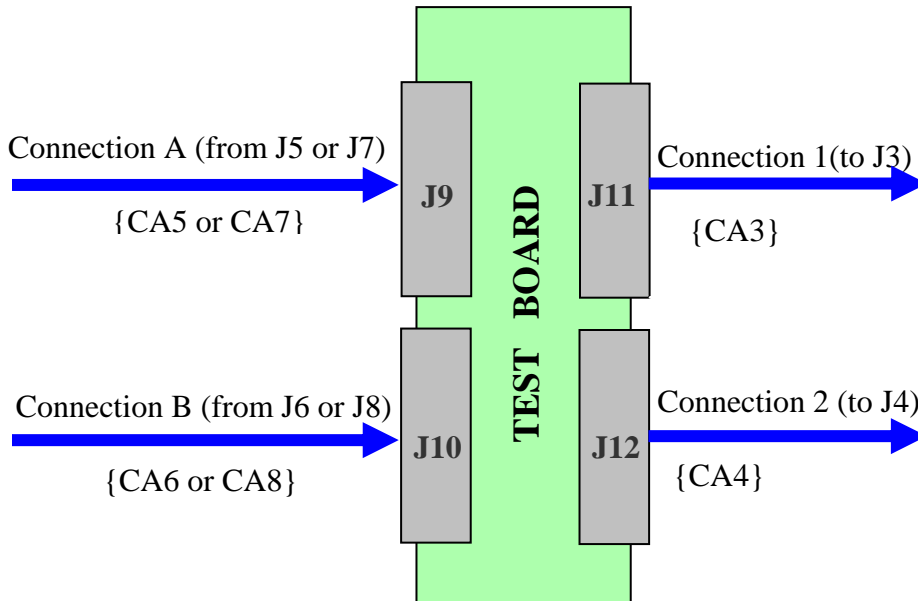 Connection A (from J5 or J7)
{CA5 or CA7}
J9
J11
Connection 1(to J3)
{CA3}
TEST BOARD
Connection B (from J6 or J8)
{CA6 or CA8}
J10
J12
Connection 2 (to J4)
{CA4}